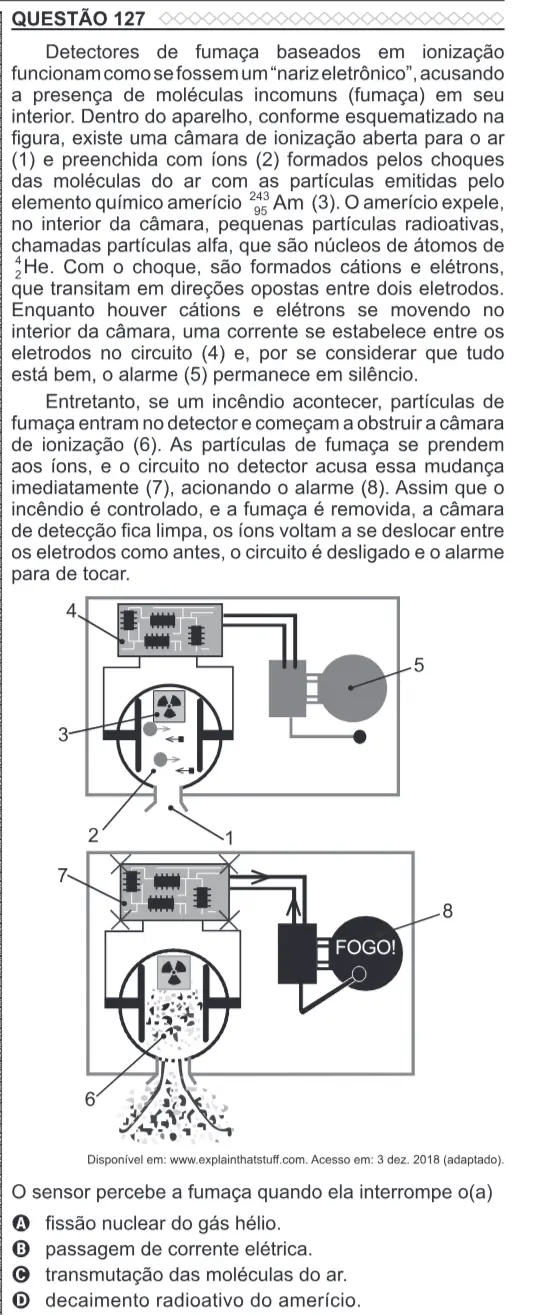 QUESTÃO 127
Detectores de fumaça baseados em ionização
funcionam como se fossem um “nariz eletrônico”, acusando
a presença de moléculas incomuns (fumaça) em seu
interior. Dentro do aparelho, conforme esquematizado na
figura, existe uma câmara de ionização aberta para o ar
(1) e preenchida com íons (2) formados pelos choques
das moléculas do ar com as partículas emitidas pelo
elemento químico amerício ²⁴³₉₅Am (3). O amerício expele,
no interior da câmara, pequenas partículas radioativas,
chamadas partículas alfa, que são núcleos de átomos de
⁴₂He. Com o choque, são formados cátions e elétrons,
que transitam em direções opostas entre dois eletrodos.
Enquanto houver cátions e elétrons se movendo no
interior da câmara, uma corrente se estabelece entre os
eletrodos no circuito (4) e, por se considerar que tudo
está bem, o alarme (5) permanece em silêncio.
Entretanto, se um incêndio acontecer, partículas de
fumaça entram no detector e começam a obstruir a câmara
de ionização (6). As partículas de fumaça se prendem
aos íons, e o circuito no detector acusa essa mudança
imediatamente (7), acionando o alarme (8). Assim que o
incêndio é controlado, e a fumaça é removida, a câmara
de detecção fica limpa, os íons voltam a se deslocar entre
os eletrodos como antes, o circuito é desligado e o alarme
para de tocar.
4
5
3
2
1
7
8
FOGO!
6
Disponível em: www.explainthatstuff.com. Acesso em: 3 dez. 2018 (adaptado).
O sensor percebe a fumaça quando ela interrompe o(a)
A fissão nuclear do gás hélio.
B passagem de corrente elétrica.
C transmutação das moléculas do ar.
D decaimento radioativo do amerício.